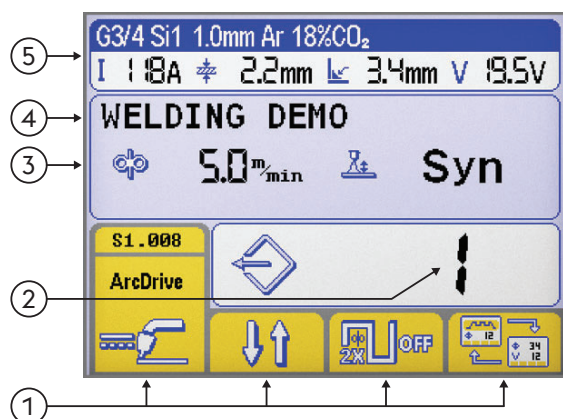 G3/4 Si1 1.0mm Ar 18%CO₂
I 118A 2.2mm 3.4mm V 19.5V
WELDING DEMO
5.0 m/min Syn
S1.008
ArcDrive
1
2X OFF
12 34 V 12
5
4
3
2
1